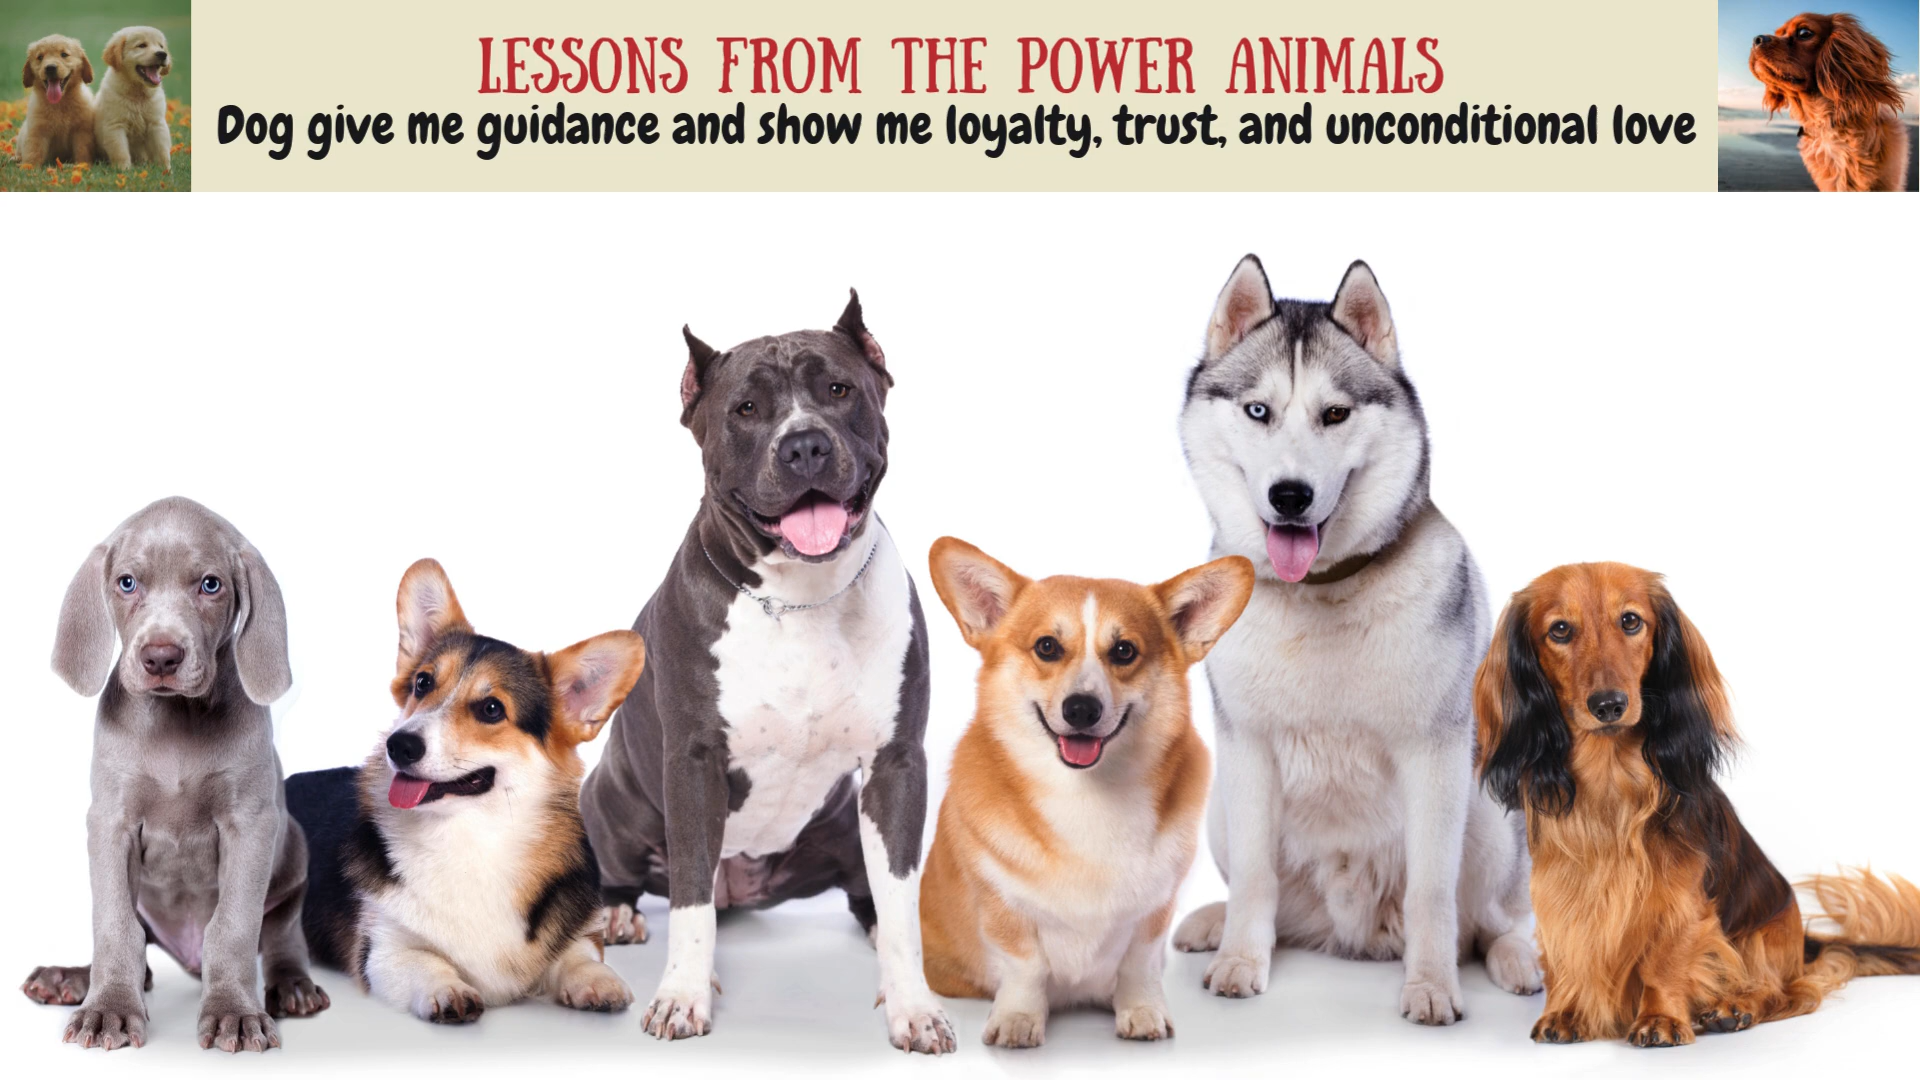 LESSONS FROM THE POWER ANIMALS
Dog give me guidance and show me loyalty, trust, and unconditional love